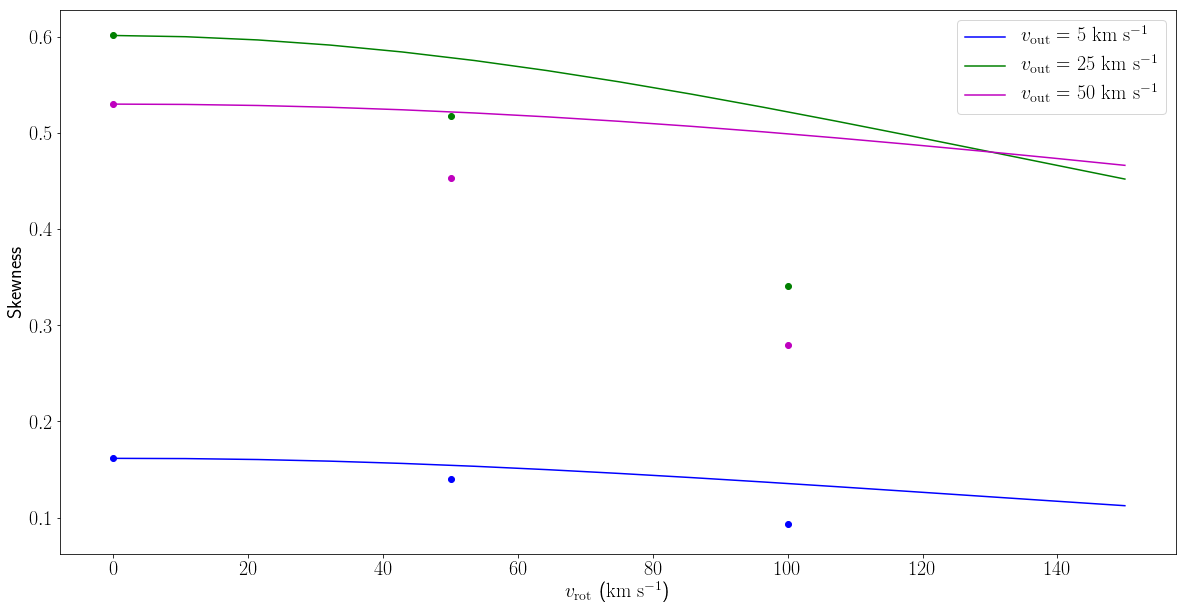 0.6
0.5
0.4
0.3
0.2
0.1
Skewness
0 20 40 60 80 100 120 140
v_rot (km s⁻¹)
v_out = 5 km s⁻¹
v_out = 25 km s⁻¹
v_out = 50 km s⁻¹